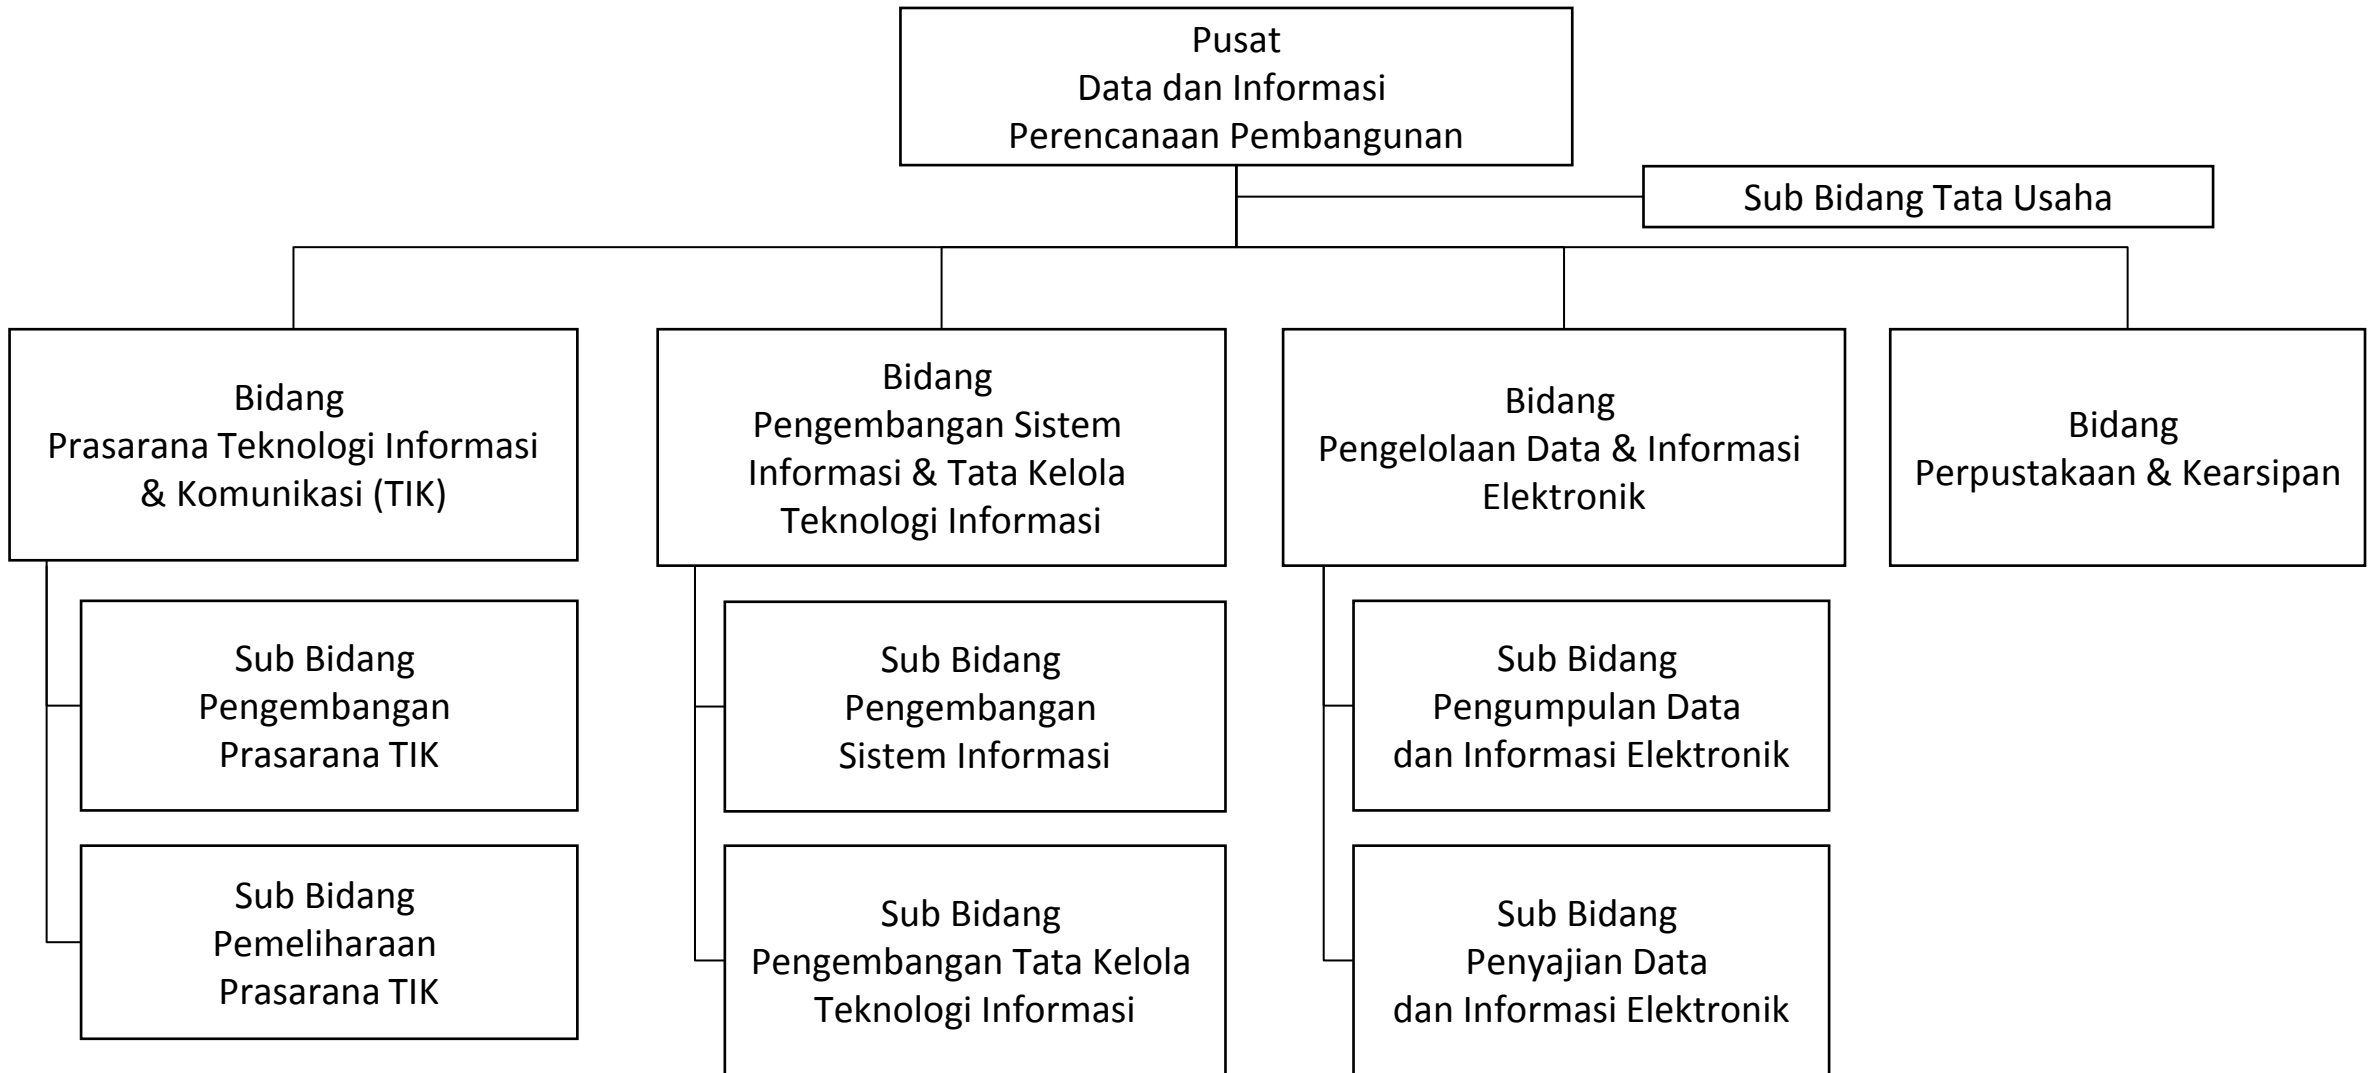 Pusat
Data dan Informasi
Perencanaan Pembangunan
Sub Bidang Tata Usaha
Bidang
Prasarana Teknologi Informasi
& Komunikasi (TIK)
Bidang
Pengembangan Sistem
Informasi & Tata Kelola
Teknologi Informasi
Bidang
Pengelolaan Data & Informasi
Elektronik
Bidang
Perpustakaan & Kearsipan
Sub Bidang
Pengembangan
Prasarana TIK
Sub Bidang
Pengembangan
Sistem Informasi
Sub Bidang
Pengumpulan Data
dan Informasi Elektronik
Sub Bidang
Pemeliharaan
Prasarana TIK
Sub Bidang
Pengembangan Tata Kelola
Teknologi Informasi
Sub Bidang
Penyajian Data
dan Informasi Elektronik